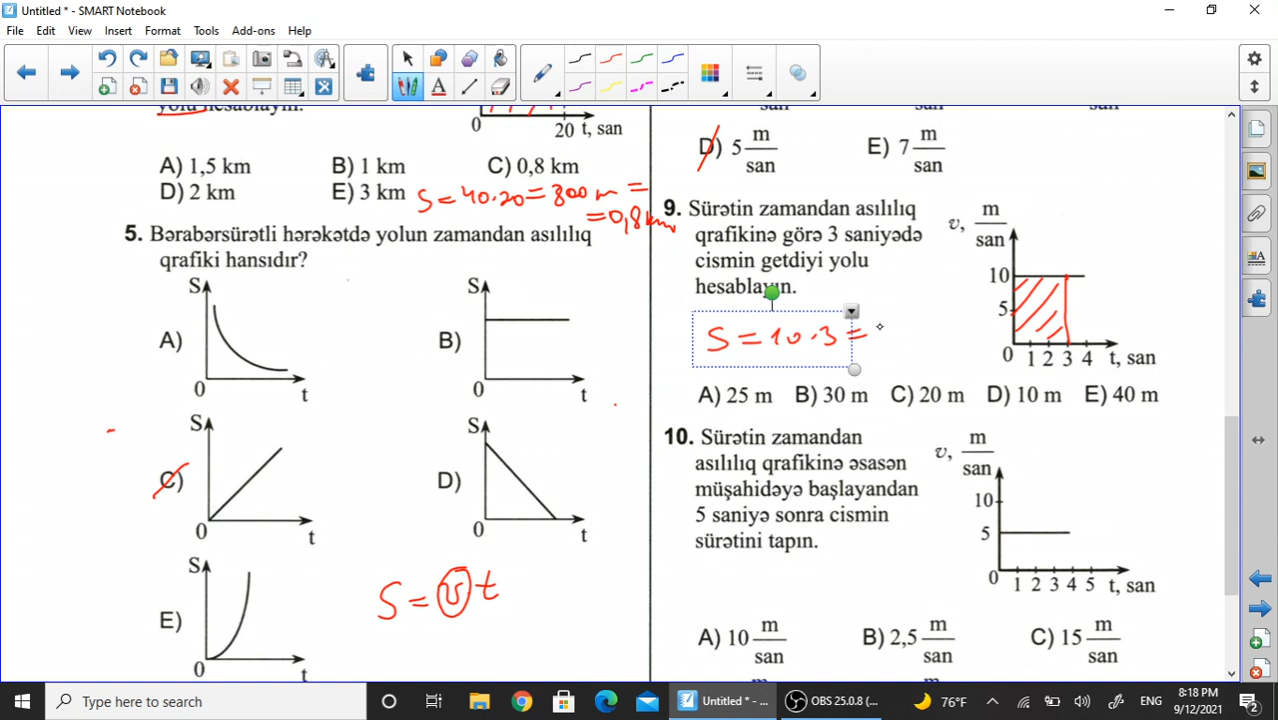 Untitled * - SMART Notebook
File Edit View Insert Format Tools Add-ons Help
yolu hesablayın.
0 20 t, san
A) 1,5 km B) 1 km C) 0,8 km
D) 2 km E) 3 km
S = 40·20 = 800 m =
= 0,8 km
5. Bərabərsürətli hərəkətdə yolun zamandan asılılıq
qrafiki hansıdır?
A) S 0 t
B) S 0 t
C) S 0 t
D) S 0 t
E) S 0
S = v t
san san san
D) 5 m/san E) 7 m/san
9. Sürətin zamandan asılılıq
qrafikinə görə 3 saniyədə
cismin getdiyi yolu
hesablayın.
v, m/san
10
5
0 1 2 3 4 t, san
S = 10·3 =
A) 25 m B) 30 m C) 20 m D) 10 m E) 40 m
10. Sürətin zamandan
asılılıq qrafikinə əsasən
müşahidəyə başlayandan
5 saniyə sonra cismin
sürətini tapın.
v, m/san
10
5
0 1 2 3 4 5 t, san
A) 10 m/san B) 2,5 m/san C) 15 m/san
Type here to search
Untitled * - ...
OBS 25.0.8 (...
76°F
ENG
8:18 PM
9/12/2021
2